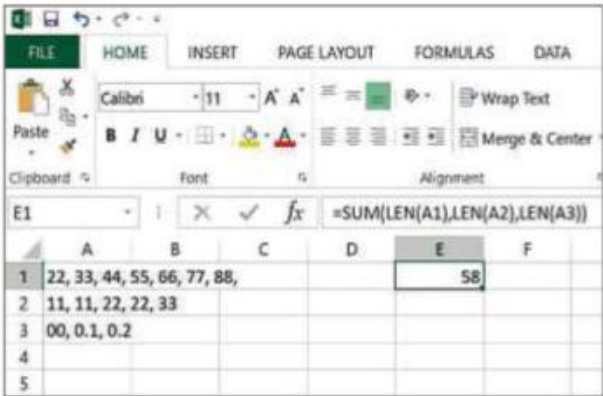 FILE HOME INSERT PAGE LAYOUT FORMULAS DATA
Calibri 11 A A Wrap Text
Paste B I U A Merge & Center
Clipboard Font Alignment
E1 fx =SUM(LEN(A1),LEN(A2),LEN(A3))
A B C D E F
1 22, 33, 44, 55, 66, 77, 88, 58
2 11, 11, 22, 22, 33
3 00, 0.1, 0.2
4
5